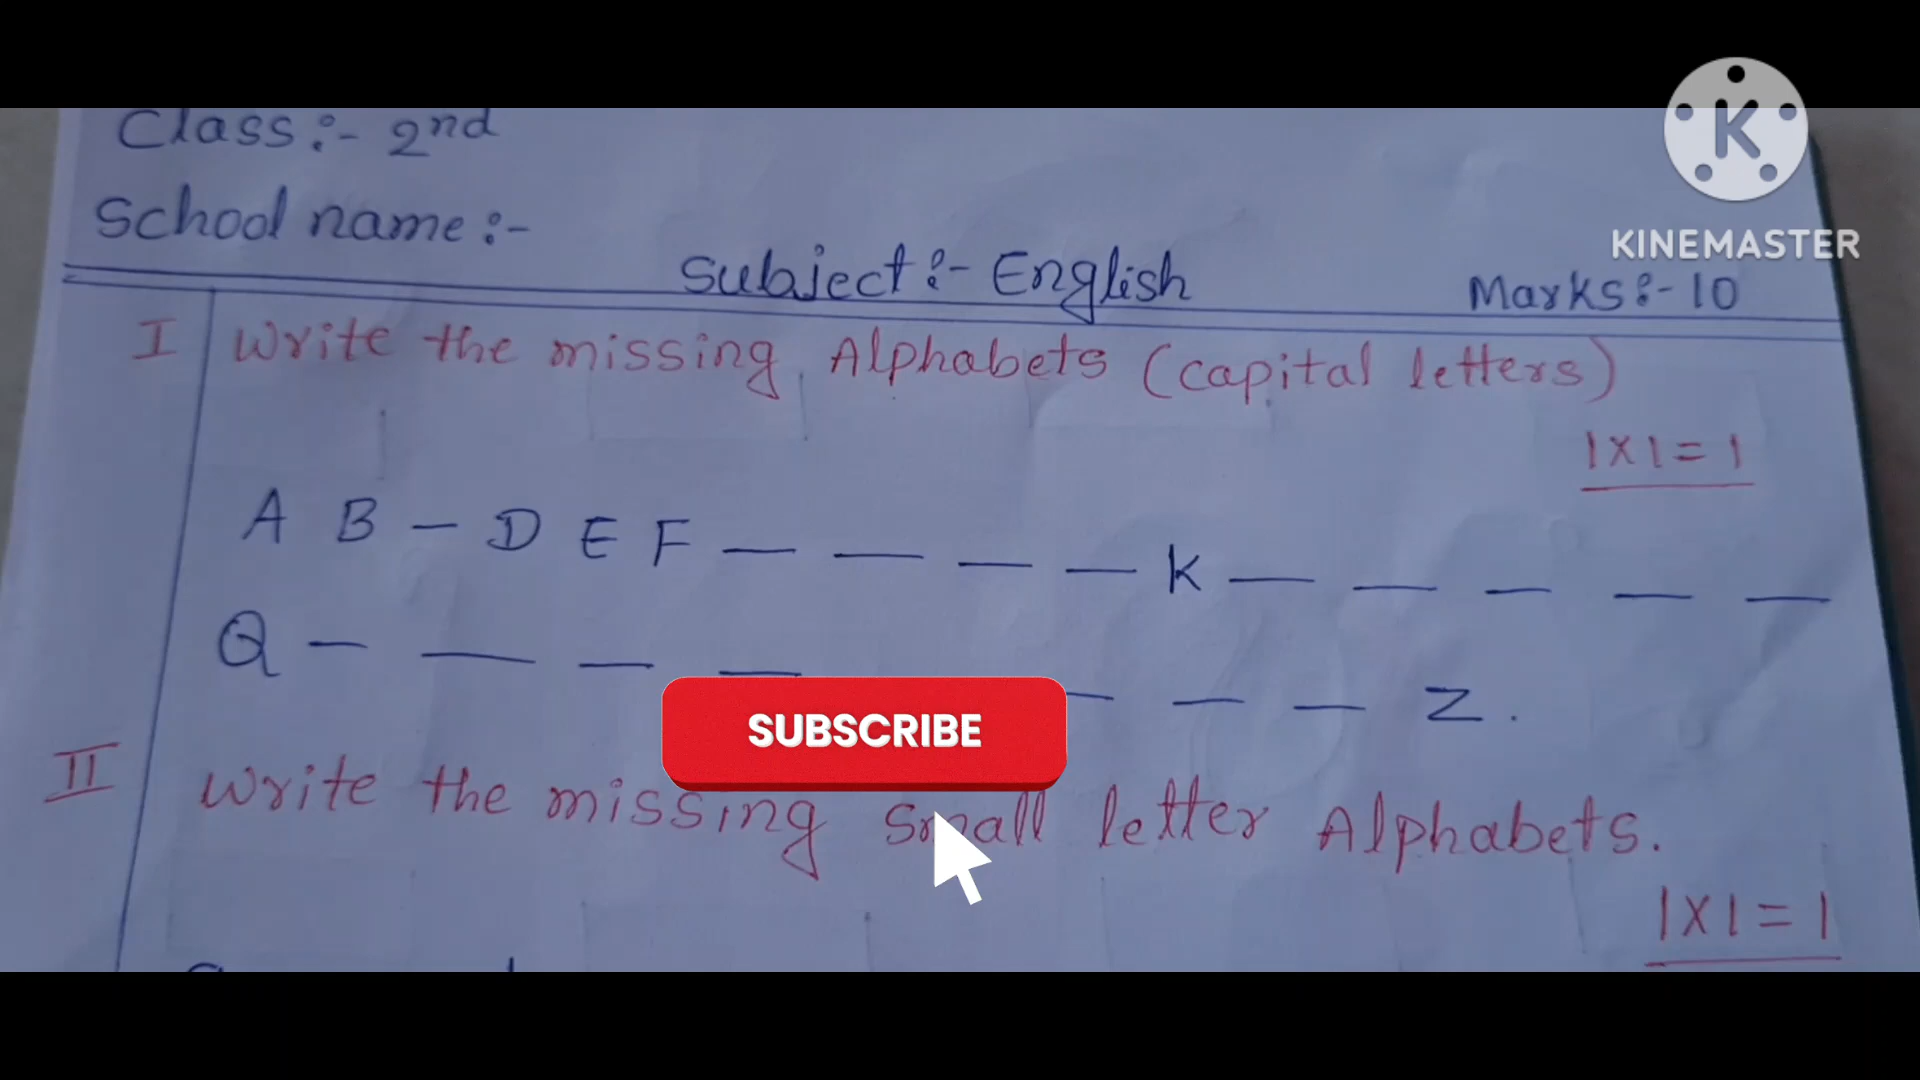 Class:- 2nd
School name:-
KINEMASTER
Subject:- English
Marks:- 10
I Write the missing Alphabets (capital letters)
1x1=1
A B - D E F — — — — K — — — — —
Q — — — — — — — Z.
SUBSCRIBE
II Write the missing small letter Alphabets.
1x1=1